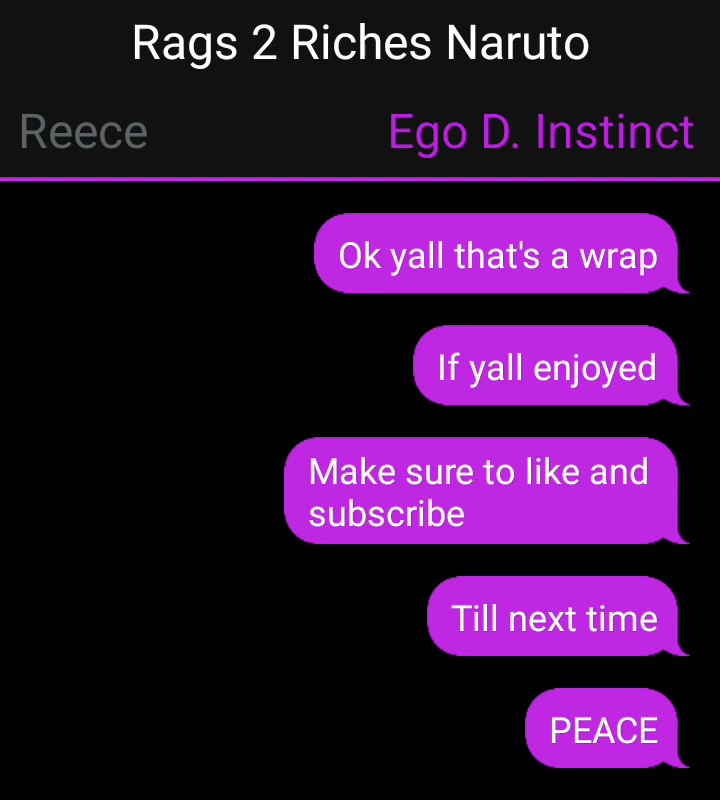 Rags 2 Riches Naruto
Reece
Ego D. Instinct
Ok yall that's a wrap
If yall enjoyed
Make sure to like and
subscribe
Till next time
PEACE